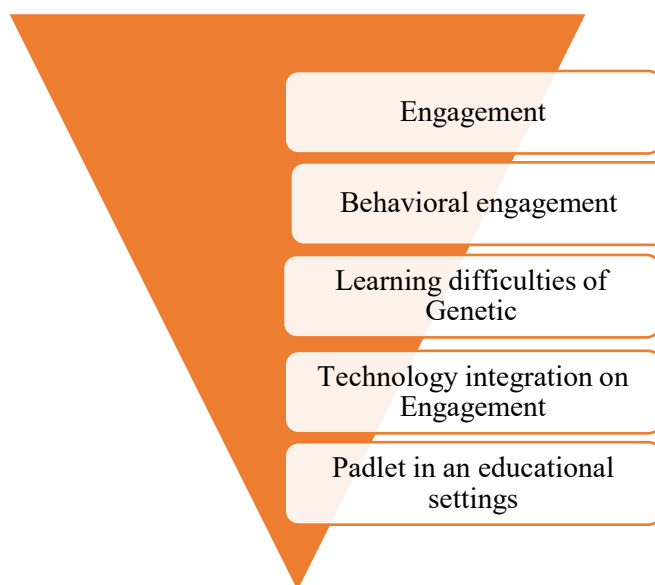 Engagement
Behavioral engagement
Learning difficulties of
Genetic
Technology integration on
Engagement
Padlet in an educational
settings